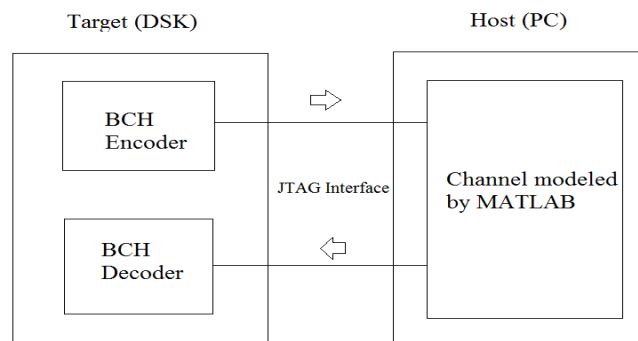 Target (DSK)
Host (PC)
BCH
Encoder
JTAG Interface
Channel modeled
by MATLAB
BCH
Decoder